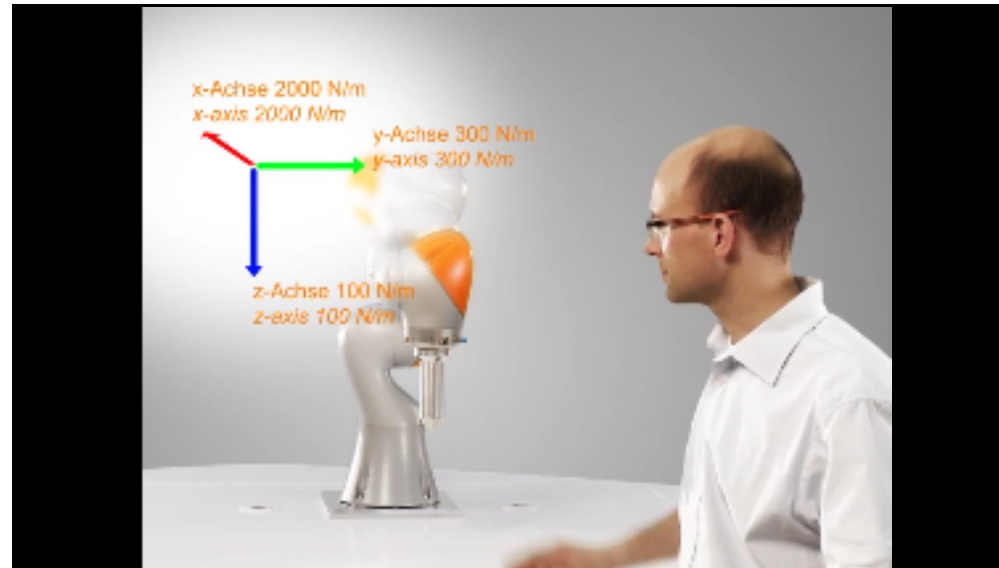 x-Achse 2000 N/m
x-axis 2000 N/m
y-Achse 300 N/m
y-axis 300 N/m
z-Achse 100 N/m
z-axis 100 N/m